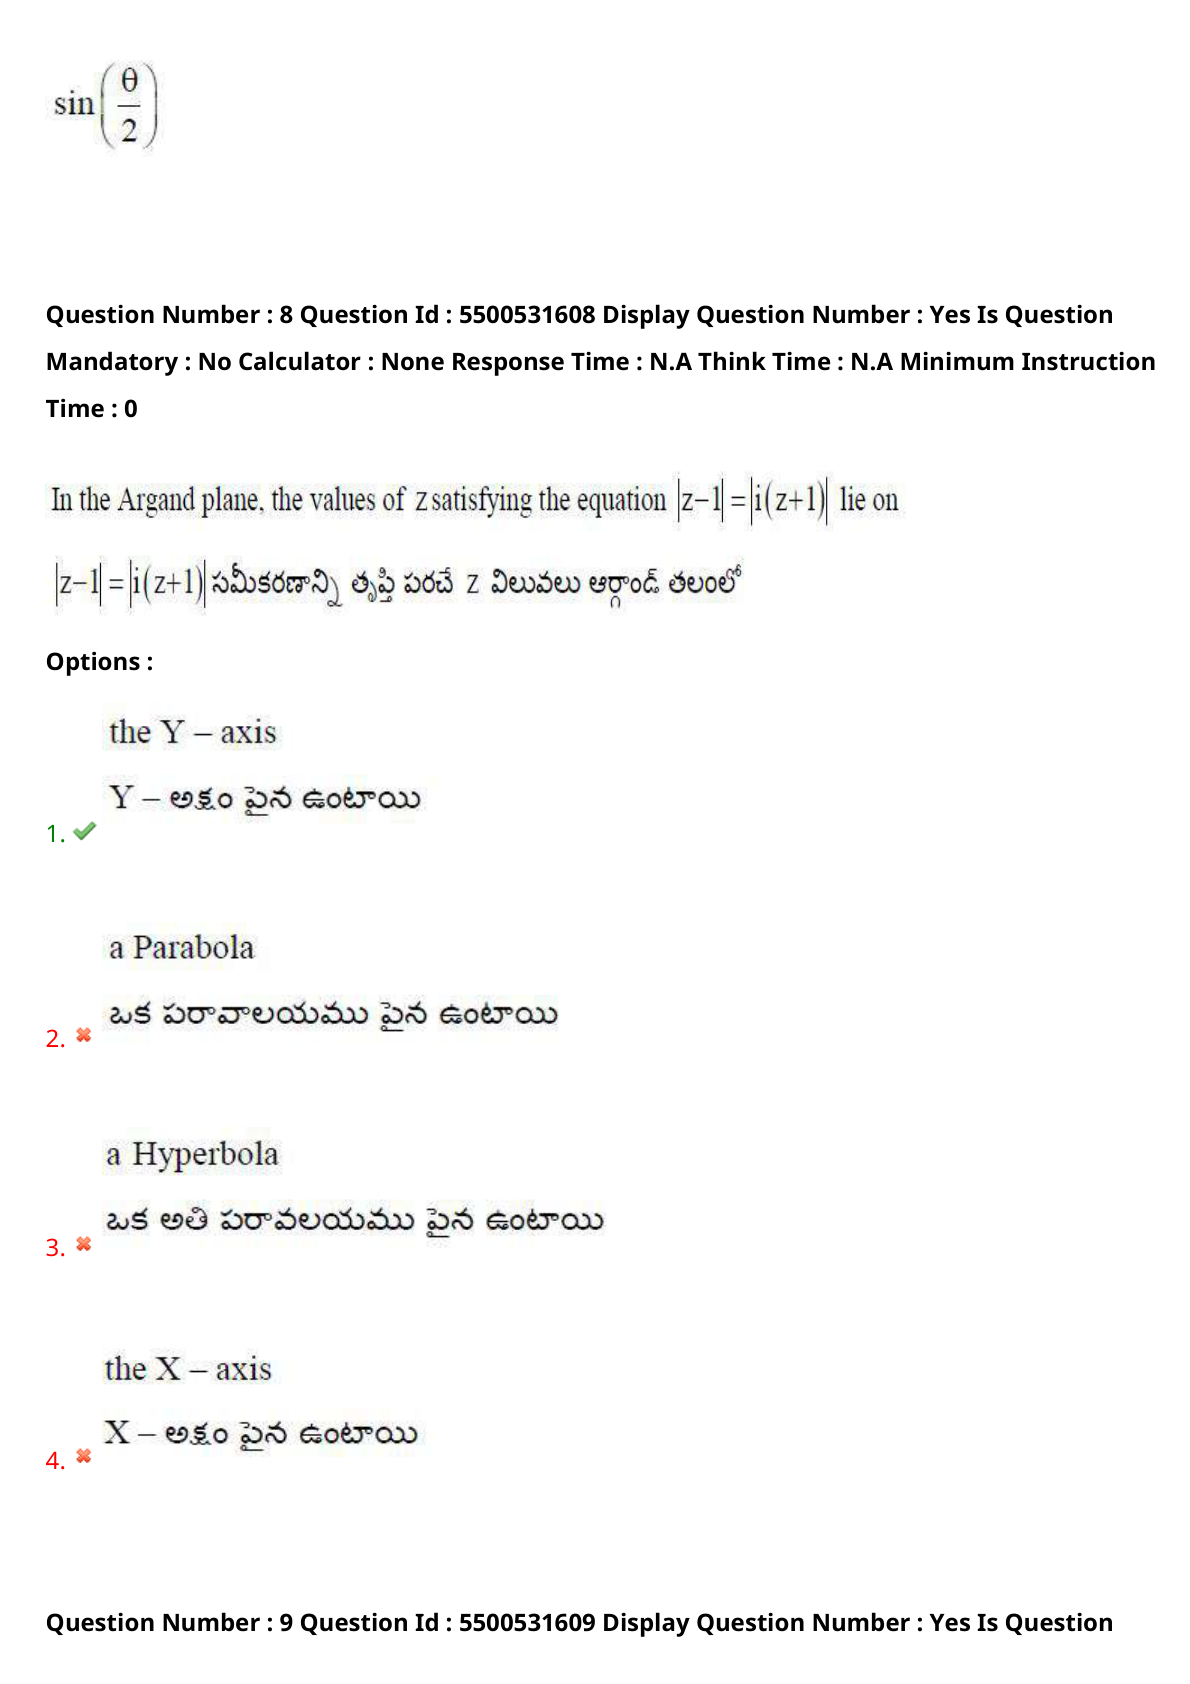 sin(θ/2)
Question Number : 8 Question Id : 5500531608 Display Question Number : Yes Is Question
Mandatory : No Calculator : None Response Time : N.A Think Time : N.A Minimum Instruction
Time : 0
In the Argand plane, the values of z satisfying the equation |z−1|=|i(z+1)| lie on
|z−1|=|i(z+1)| సమీకరణాన్ని తృప్తి పరచే z విలువలు ఆర్గాండ్ తలంలో
Options :
the Y – axis
Y – అక్షం పైన ఉంటాయి
1.
a Parabola
ఒక పరావాలయము పైన ఉంటాయి
2.
a Hyperbola
ఒక అతి పరావలయము పైన ఉంటాయి
3.
the X – axis
X – అక్షం పైన ఉంటాయి
4.
Question Number : 9 Question Id : 5500531609 Display Question Number : Yes Is Question